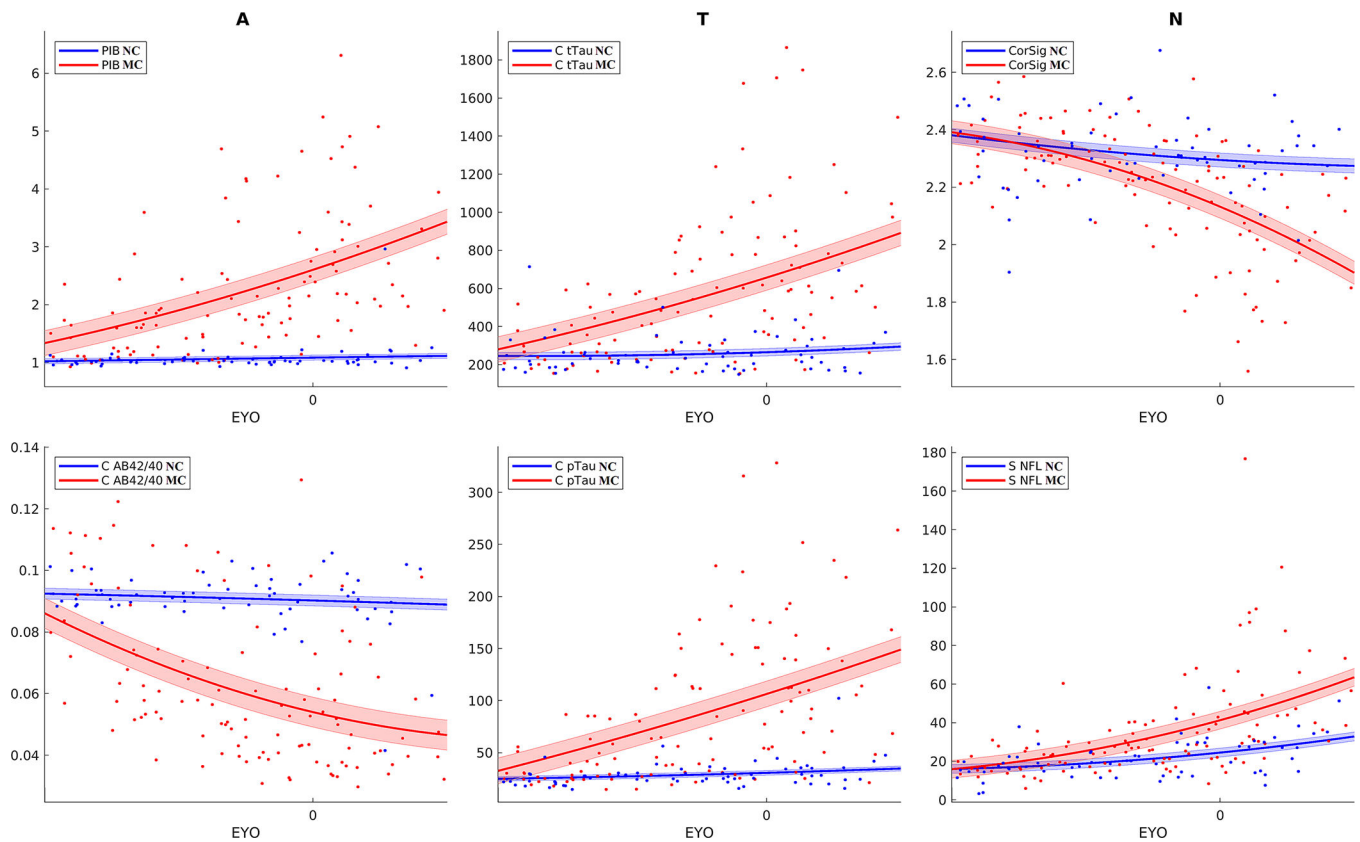 A
T
N
PIB NC
PIB MC
6
5
4
3
2
1
0
EYO
C tTau NC
C tTau MC
1800
1600
1400
1200
1000
800
600
400
200
0
EYO
CorSig NC
CorSig MC
2.6
2.4
2.2
2
1.8
1.6
0
EYO
0.14
C AB42/40 NC
C AB42/40 MC
0.12
0.1
0.08
0.06
0.04
0
EYO
C pTau NC
C pTau MC
300
250
200
150
100
50
0
EYO
180
S NFL NC
S NFL MC
160
140
120
100
80
60
40
20
0
0
EYO